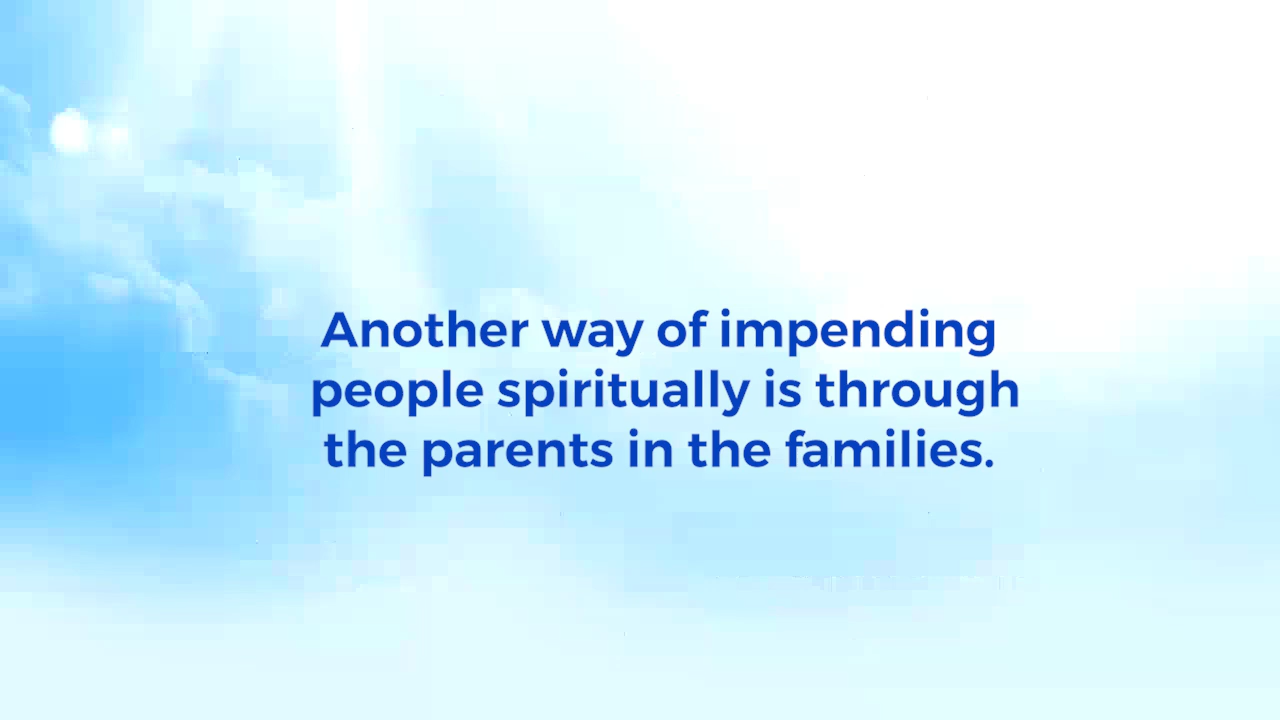 Another way of impending
people spiritually is through
the parents in the families.